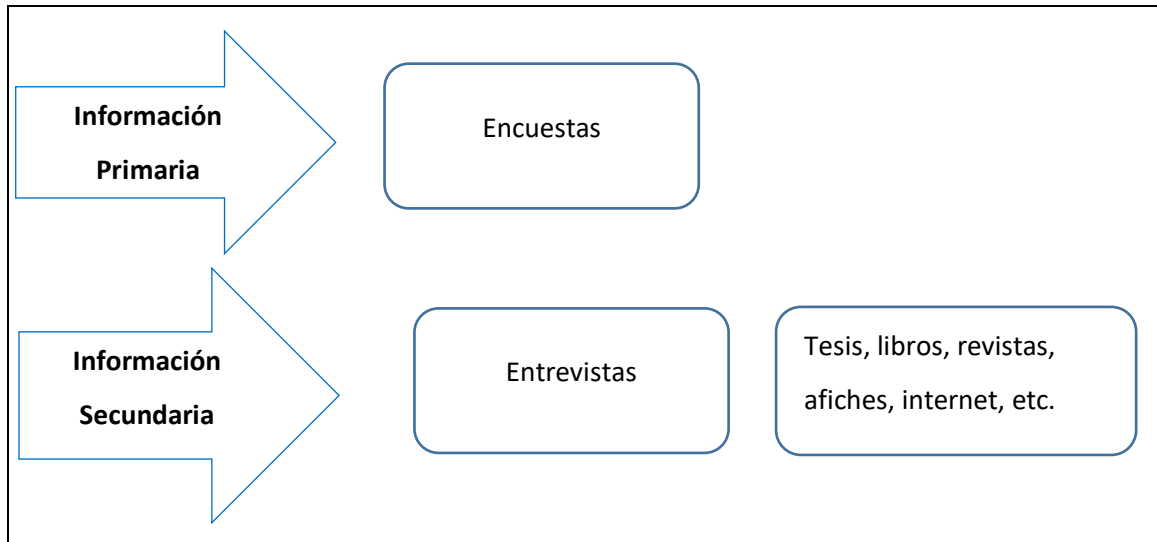 Información
Primaria
Encuestas
Información
Secundaria
Entrevistas
Tesis, libros, revistas,
afiches, internet, etc.